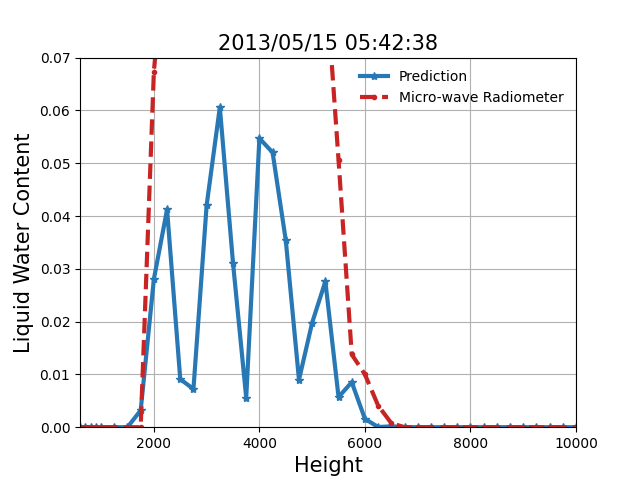 2013/05/15 05:42:38
Prediction
Micro-wave Radiometer
Liquid Water Content
0.07
0.06
0.05
0.04
0.03
0.02
0.01
0.00
2000 4000 6000 8000 10000
Height